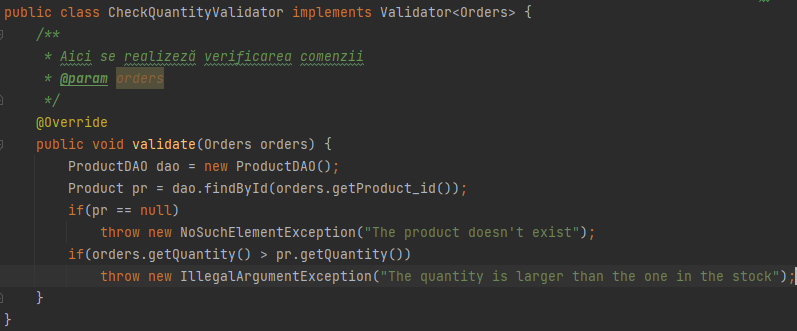 public class CheckQuantityValidator implements Validator<Orders> {
/**
* Aici se realizeză verificarea comenzii
* @param orders
*/
@Override
public void validate(Orders orders) {
ProductDAO dao = new ProductDAO();
Product pr = dao.findById(orders.getProduct_id());
if(pr == null)
throw new NoSuchElementException("The product doesn't exist");
if(orders.getQuantity() > pr.getQuantity())
throw new IllegalArgumentException("The quantity is larger than the one in the stock");
}
}